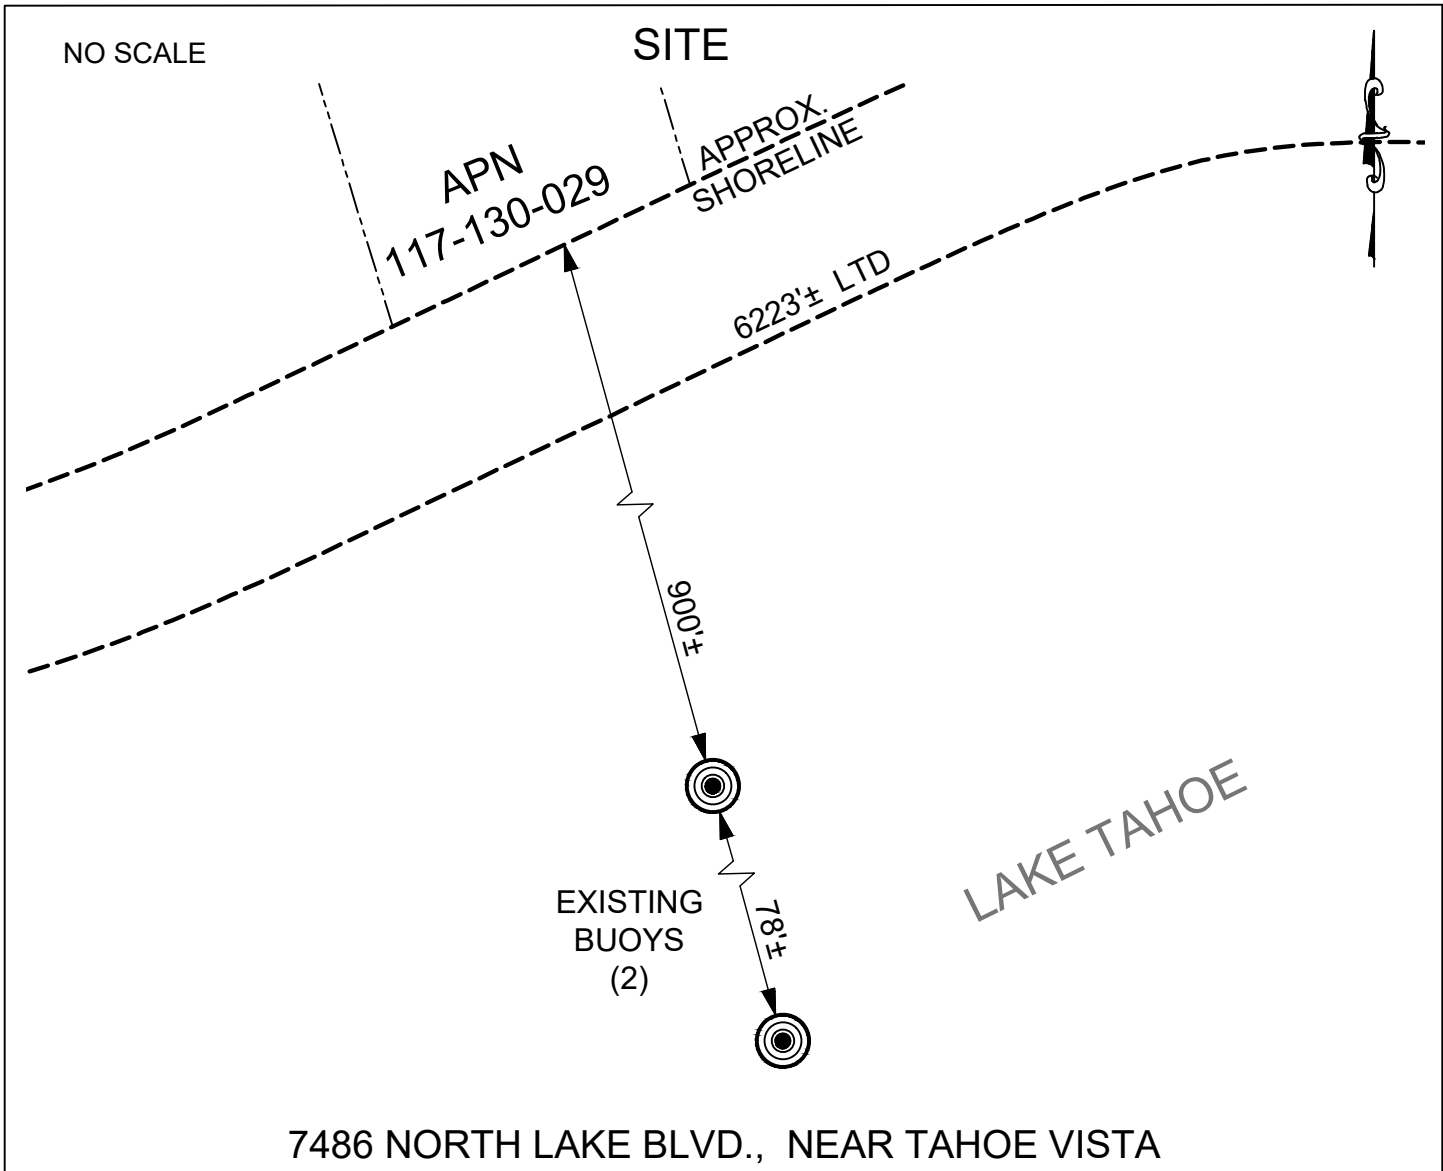 NO SCALE
SITE
APN
117-130-029
APPROX.
SHORELINE
6223'± LTD
900'±
LAKE TAHOE
EXISTING
BUOYS
(2)
78'±
7486 NORTH LAKE BLVD., NEAR TAHOE VISTA